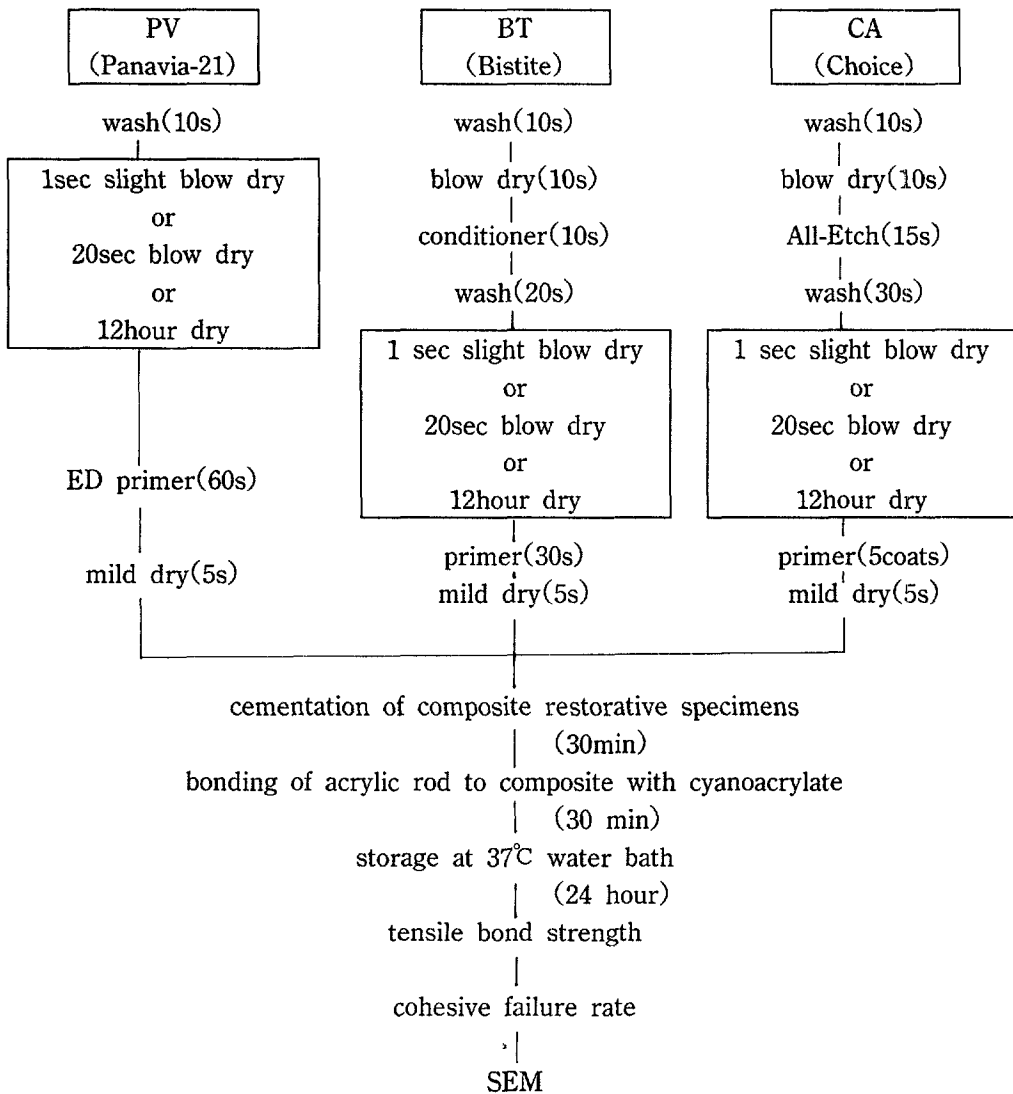 PV
(Panavia-21)
wash(10s)
1sec slight blow dry
or
20sec blow dry
or
12hour dry
ED primer(60s)
mild dry(5s)
BT
(Bistite)
wash(10s)
blow dry(10s)
conditioner(10s)
wash(20s)
1 sec slight blow dry
or
20sec blow dry
or
12hour dry
primer(30s)
mild dry(5s)
CA
(Choice)
wash(10s)
blow dry(10s)
All-Etch(15s)
wash(30s)
1 sec slight blow dry
or
20sec blow dry
or
12hour dry
primer(5coats)
mild dry(5s)
cementation of composite restorative specimens
(30min)
bonding of acrylic rod to composite with cyanoacrylate
(30 min)
storage at 37℃ water bath
(24 hour)
tensile bond strength
cohesive failure rate
SEM